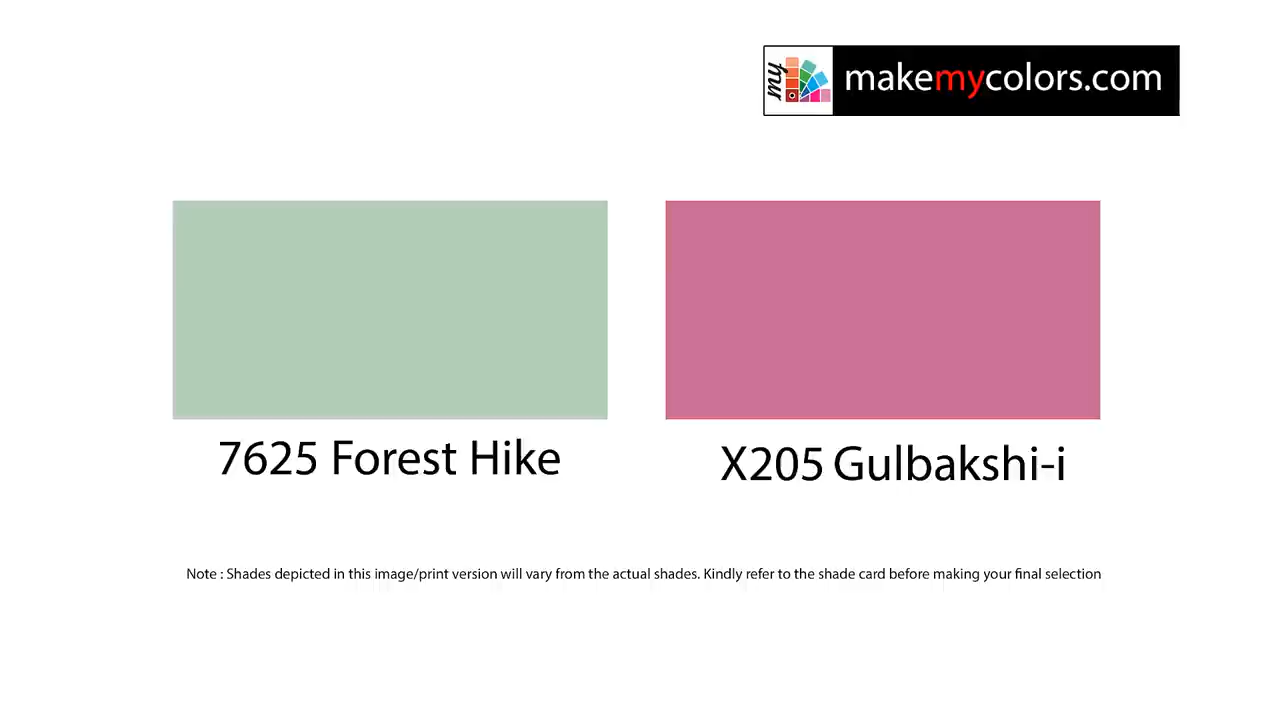 my
makemycolors.com
7625 Forest Hike
X205 Gulbakshi-i
Note : Shades depicted in this image/print version will vary from the actual shades. Kindly refer to the shade card before making your final selection